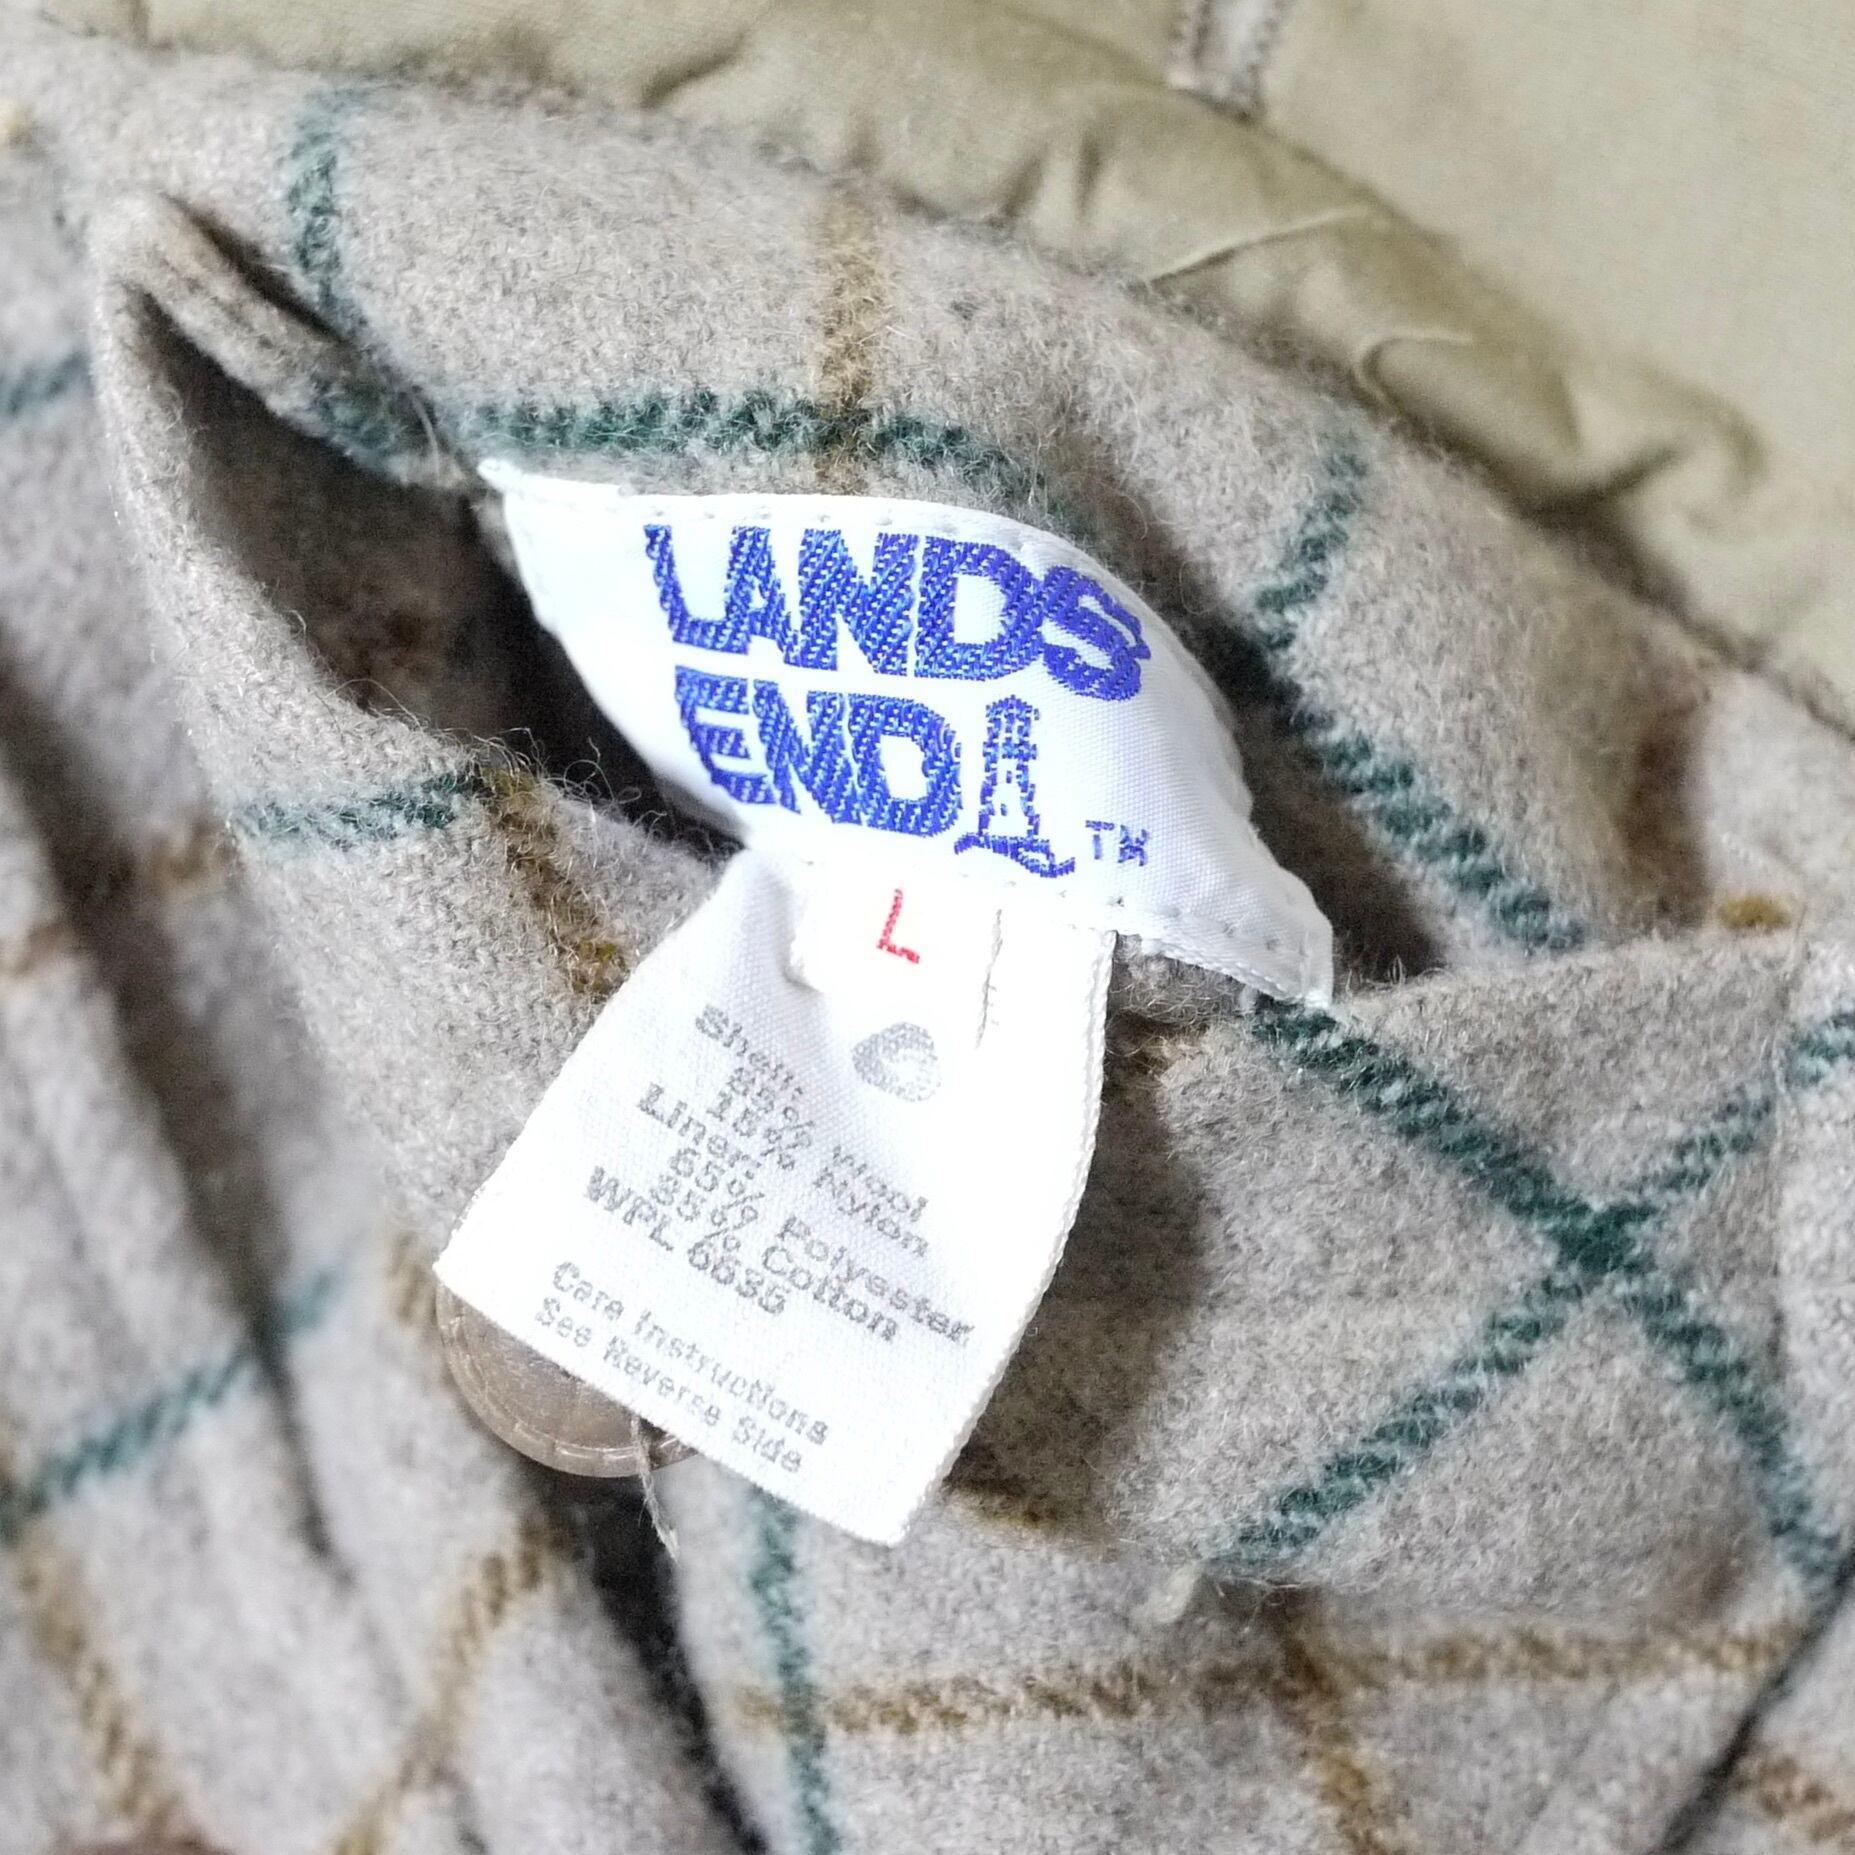 LANDS
END
TM
L
Shell:
85% Wool
15% Nylon
Liner:
65% Polyester
35% Cotton
WPL 6635
Care Instructions
See Reverse Side